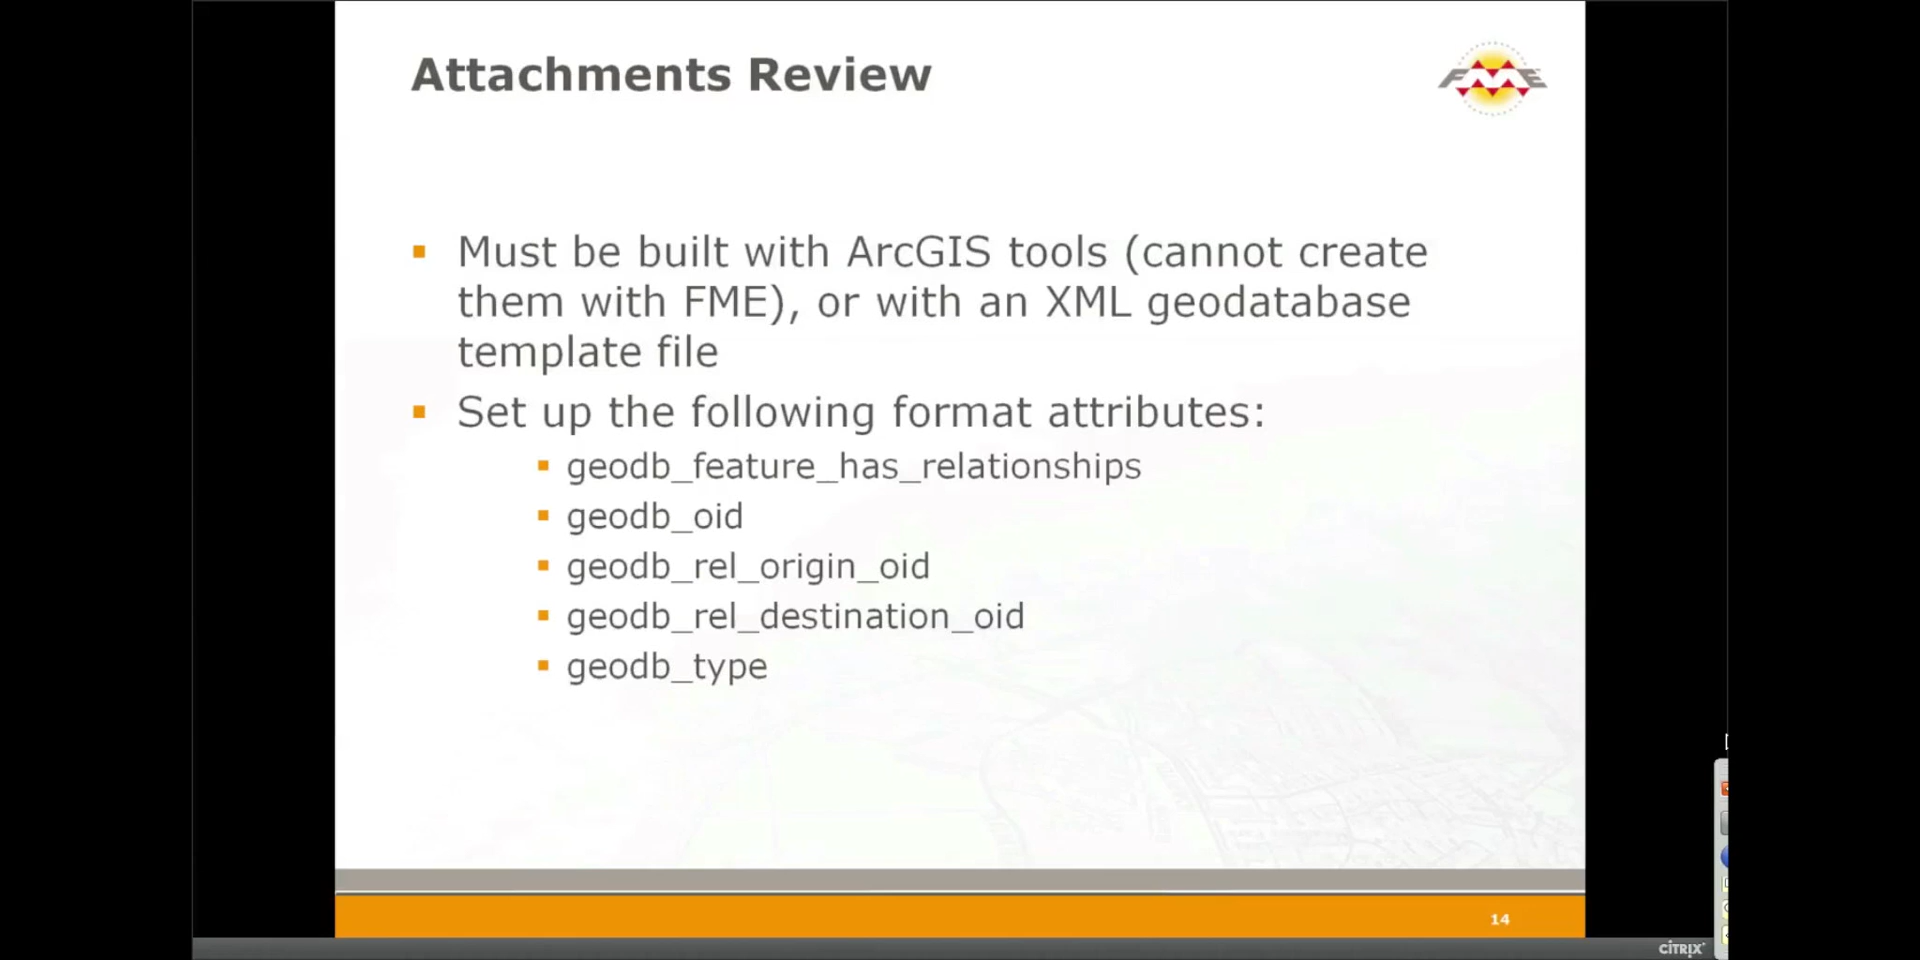 Attachments Review
FME
Must be built with ArcGIS tools (cannot create
them with FME), or with an XML geodatabase
template file
Set up the following format attributes:
geodb_feature_has_relationships
geodb_oid
geodb_rel_origin_oid
geodb_rel_destination_oid
geodb_type
14
CITRIX